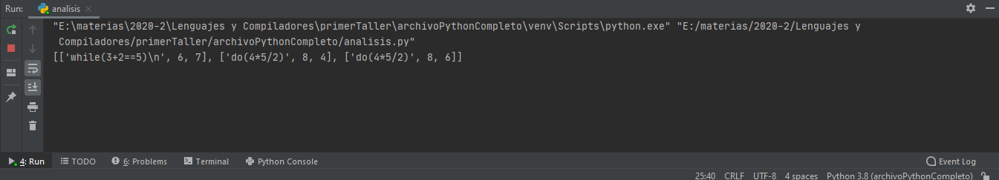 Run: analisis
"E:\materias\2020-2\Lenguajes y Compiladores\primerTaller\archivoPythonCompleto\venv\Scripts\python.exe" "E:/materias/2020-2/Lenguajes y
Compiladores/primerTaller/archivoPythonCompleto/analisis.py"
[['while(3+2==5)\n', 6, 7], ['do(4*5/2)', 8, 4], ['do(4*5/2)', 8, 6]]
4: Run TODO 6: Problems Terminal Python Console Event Log
25:40 CRLF UTF-8 4 spaces Python 3.8 (archivoPythonCompleto)